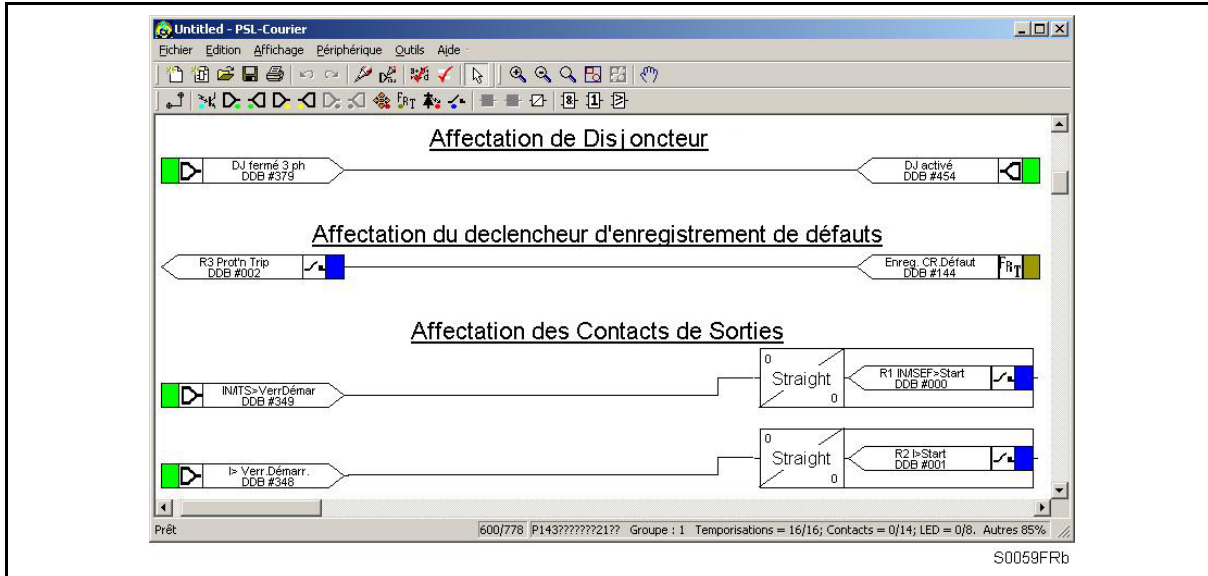 Untitled - PSL-Courier
Fichier Edition Affichage Périphérique Outils Aide
Affectation de Disjoncteur
DJ fermé 3 ph
DDB #379
DJ activé
DDB #454
Affectation du declencheur d'enregistrement de défauts
R3 Prot'n Trip
DDB #002
Enreg. CR.Défaut
DDB #144
FRT
Affectation des Contacts de Sorties
IN/ITS>VerrDémar
DDB #349
0
Straight
0
R1 IN/ISEF>Start
DDB #000
I> Verr.Démarr.
DDB #348
0
Straight
0
R2 I>Start
DDB #001
Prêt
600/778 P143???????21?? Groupe : 1 Temporisations = 16/16; Contacts = 0/14; LED = 0/8. Autres 85%
S0059FRb